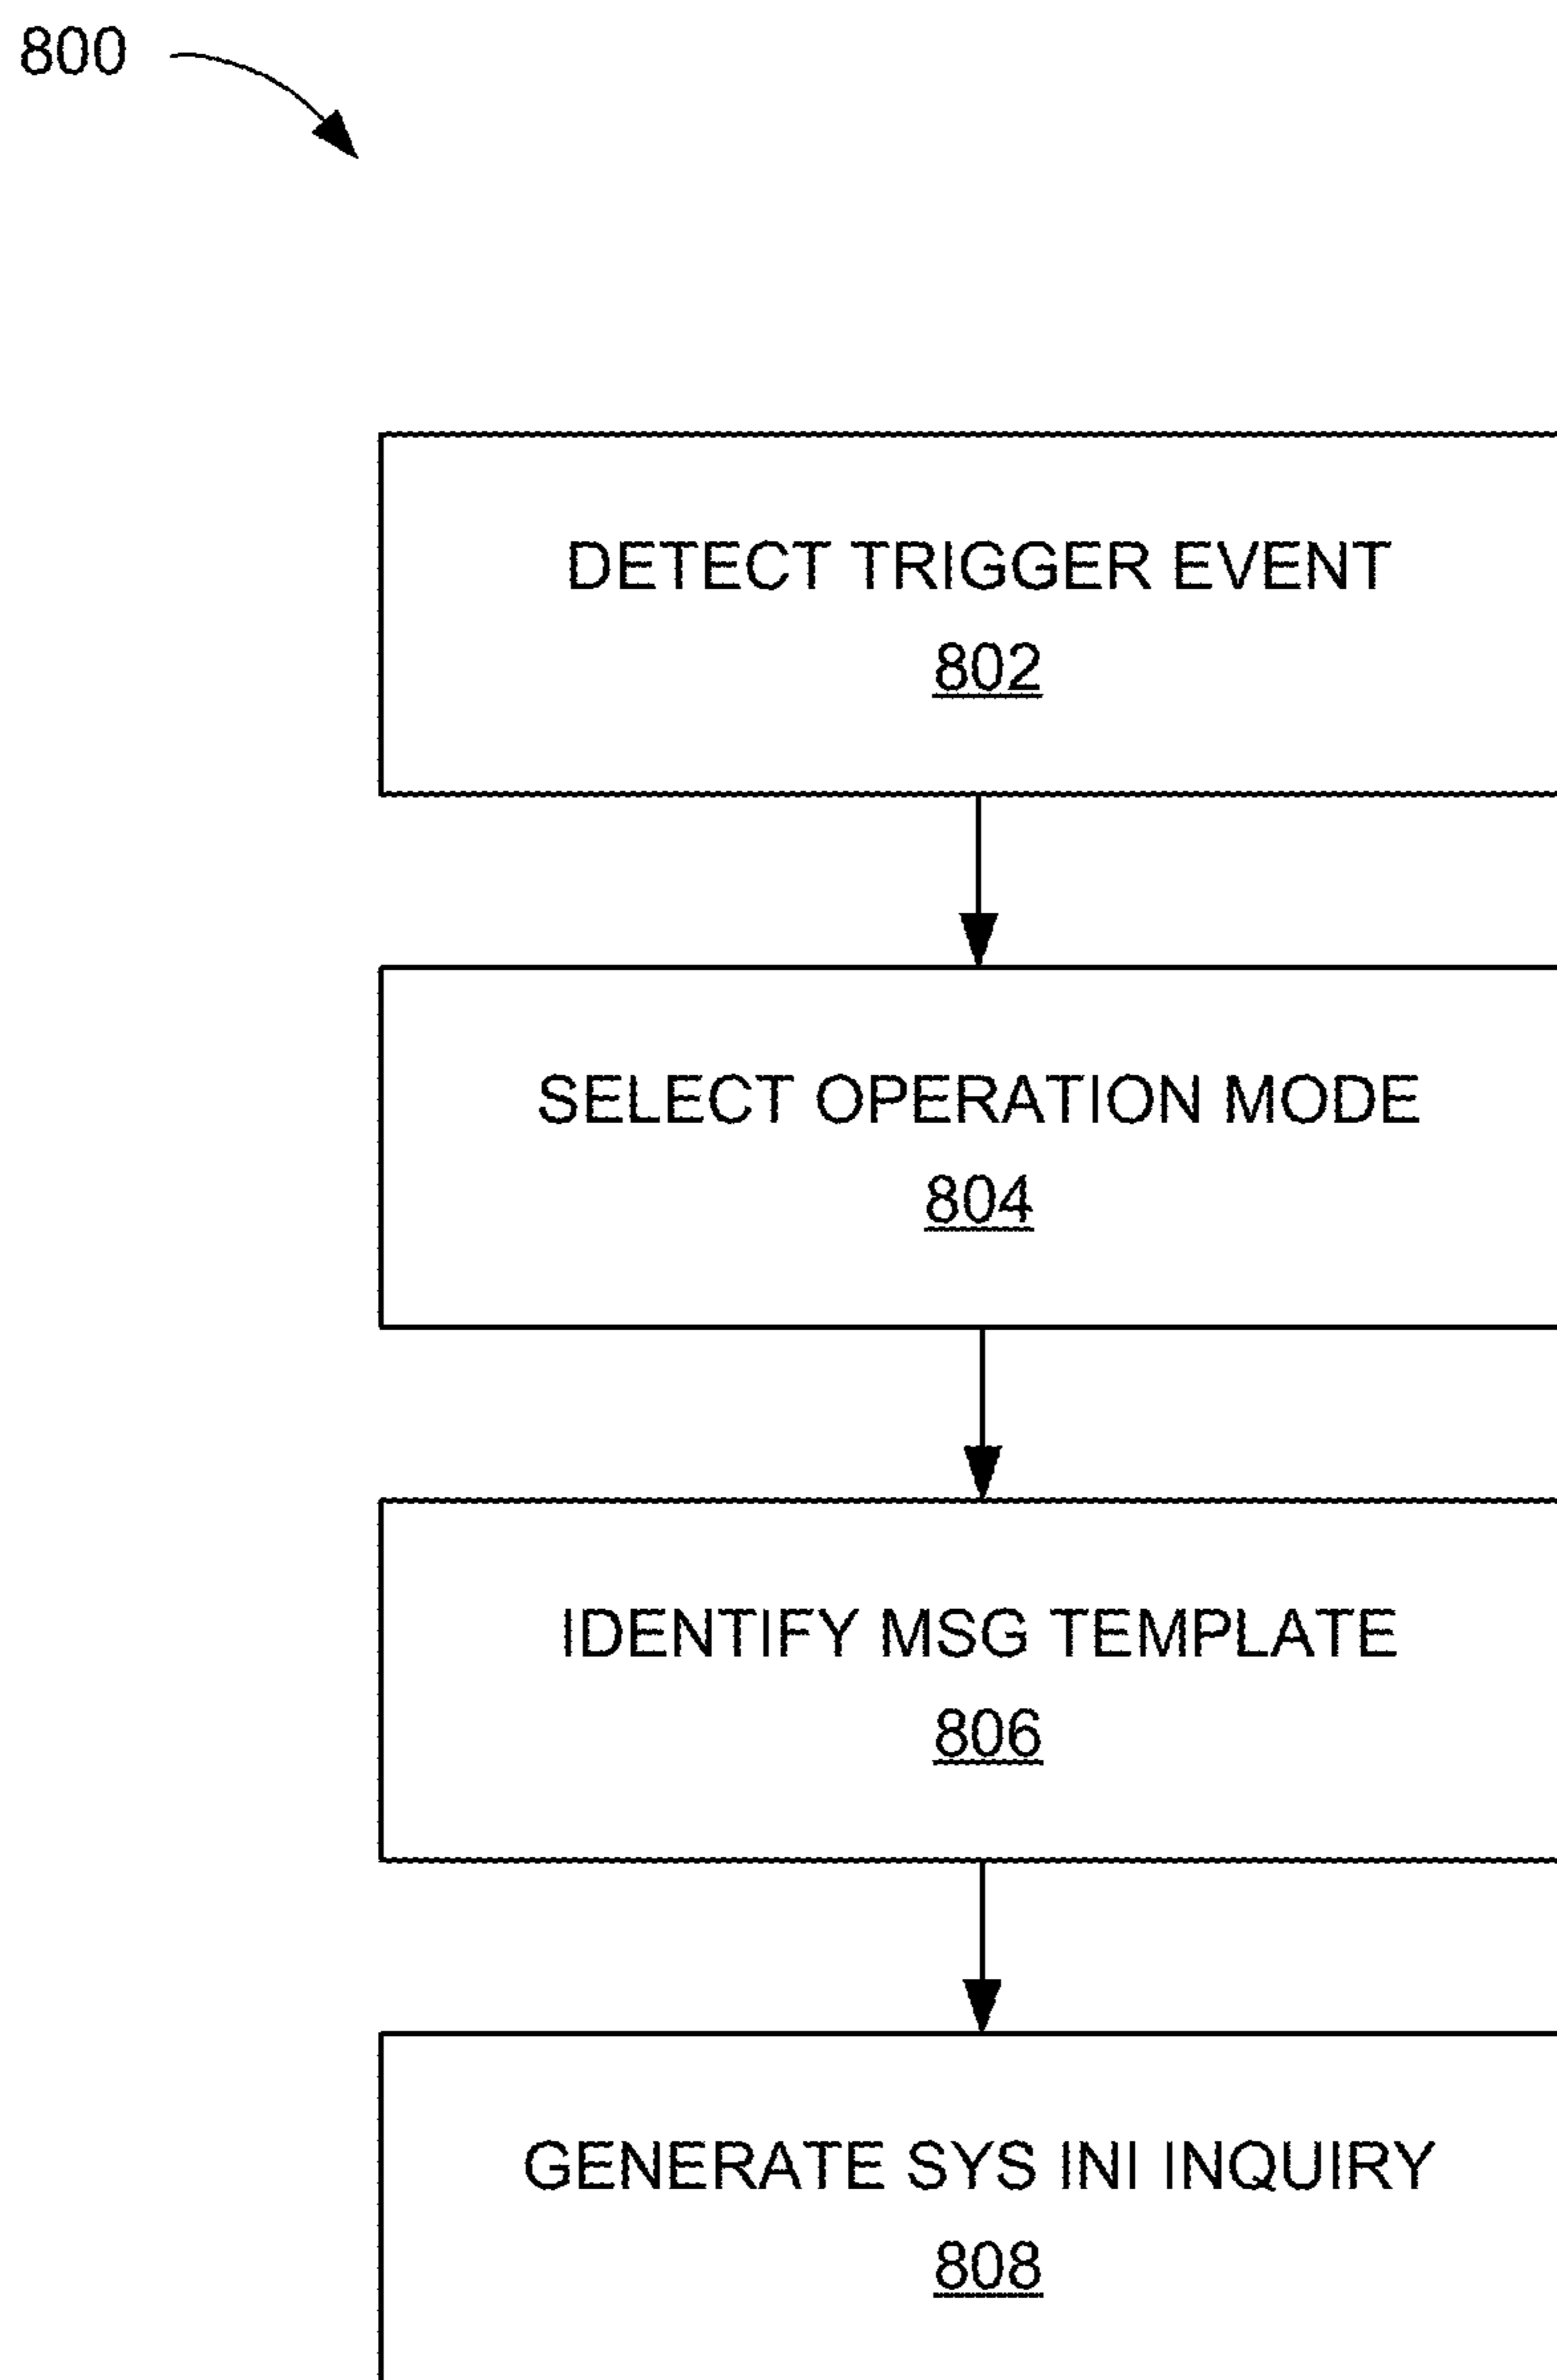 800
DETECT TRIGGER EVENT
802
SELECT OPERATION MODE
804
IDENTIFY MSG TEMPLATE
806
GENERATE SYS INI INQUIRY
808